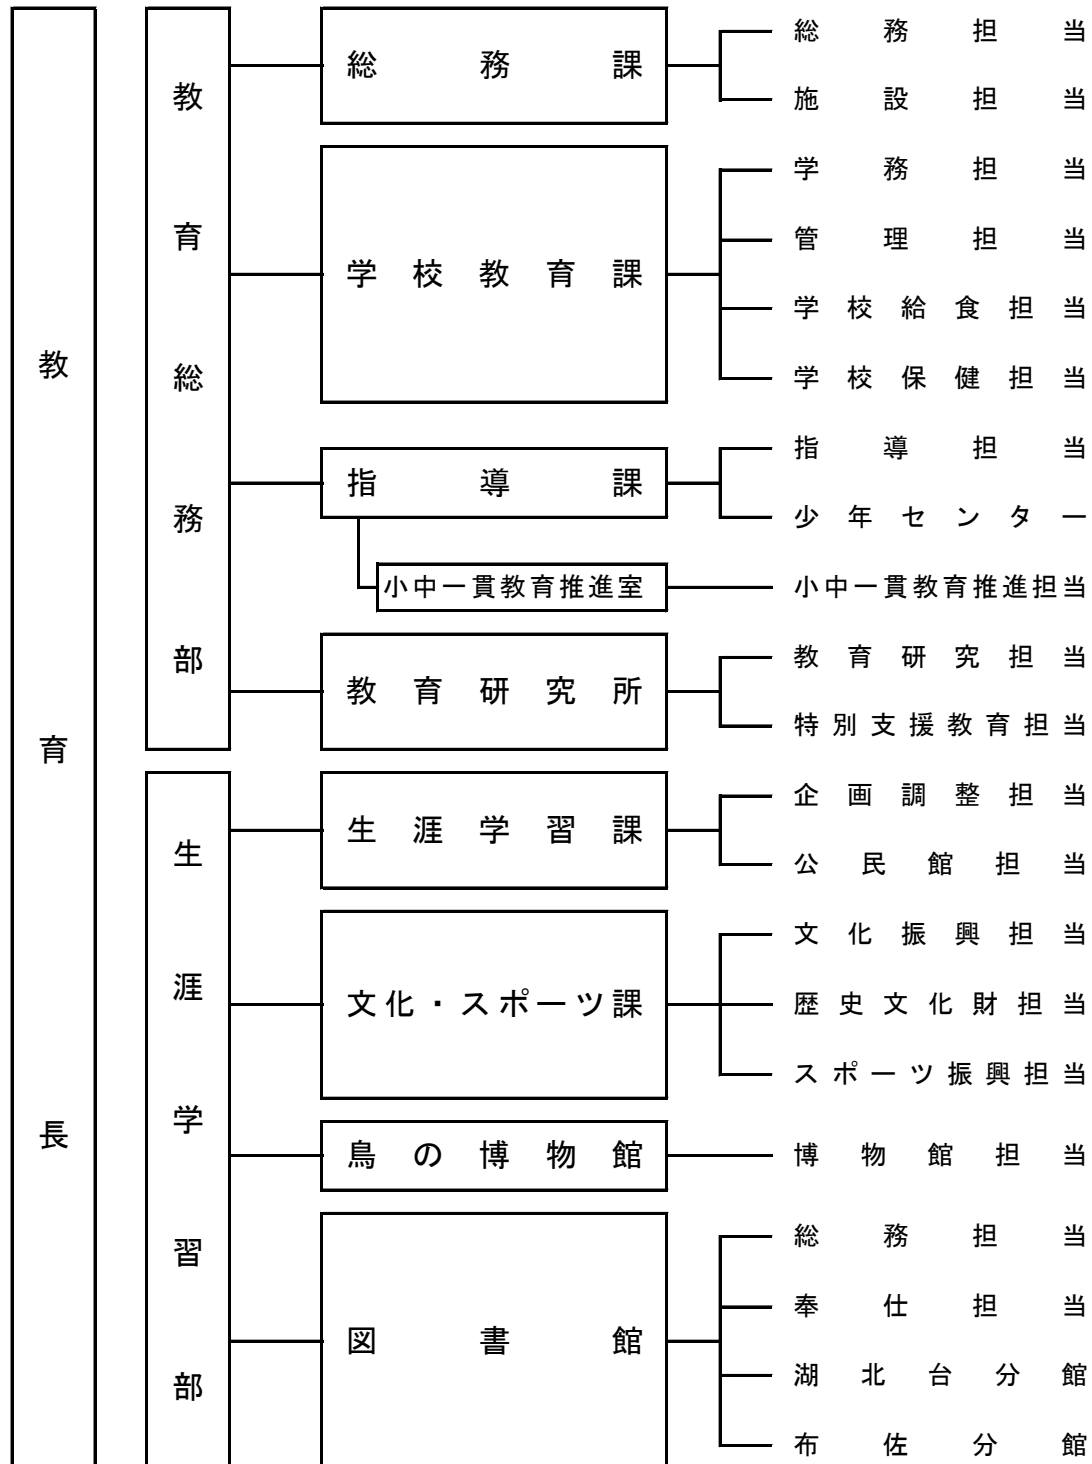 教育長
教育総務部
総務課
総務担当
施設担当
学校教育課
学務担当
管理担当
学校給食担当
学校保健担当
指導課
指導担当
少年センター
小中一貫教育推進室
小中一貫教育推進担当
教育研究所
教育研究担当
特別支援教育担当
生涯学習部
生涯学習課
企画調整担当
公民館担当
文化・スポーツ課
文化振興担当
歴史文化財担当
スポーツ振興担当
鳥の博物館
博物館担当
図書館
総務担当
奉仕担当
湖北台分館
布佐分館